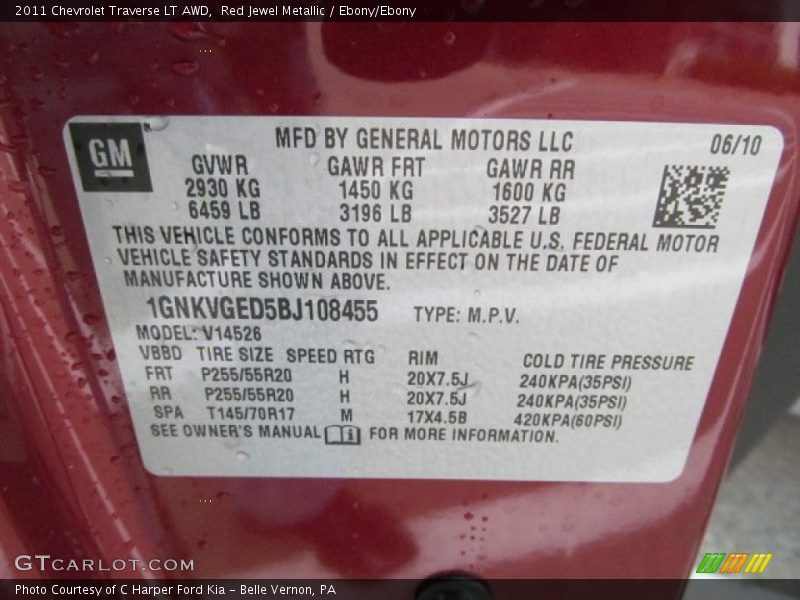 2011 Chevrolet Traverse LT AWD,  Red Jewel Metallic / Ebony/Ebony
GM
MFD BY GENERAL MOTORS LLC 06/10
GVWR GAWR FRT GAWR RR
2930 KG 1450 KG 1600 KG
6459 LB 3196 LB 3527 LB
THIS VEHICLE CONFORMS TO ALL APPLICABLE U.S. FEDERAL MOTOR
VEHICLE SAFETY STANDARDS IN EFFECT ON THE DATE OF
MANUFACTURE SHOWN ABOVE.
1GNKVGED5BJ108455 TYPE: M.P.V.
MODEL: V14526
VBBD TIRE SIZE SPEED RTG RIM COLD TIRE PRESSURE
FRT P255/55R20 H 20X7.5J 240KPA(35PSI)
RR P255/55R20 H 20X7.5J 240KPA(35PSI)
SPA T145/70R17 M 17X4.5B 420KPA(60PSI)
SEE OWNER'S MANUAL FOR MORE INFORMATION.
GTCARLOT.COM
Photo Courtesy of C Harper Ford Kia - Belle Vernon, PA